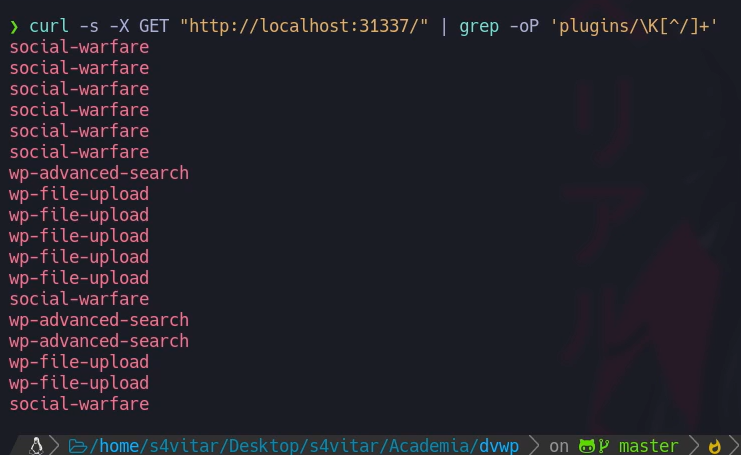 ❯ curl -s -X GET "http://localhost:31337/" | grep -oP 'plugins/\K[^/]+'
social-warfare
social-warfare
social-warfare
social-warfare
social-warfare
social-warfare
wp-advanced-search
wp-file-upload
wp-file-upload
wp-file-upload
wp-file-upload
wp-file-upload
social-warfare
wp-advanced-search
wp-advanced-search
wp-file-upload
wp-file-upload
social-warfare
/home/s4vitar/Desktop/s4vitar/Academia/dvwp on master
リアル